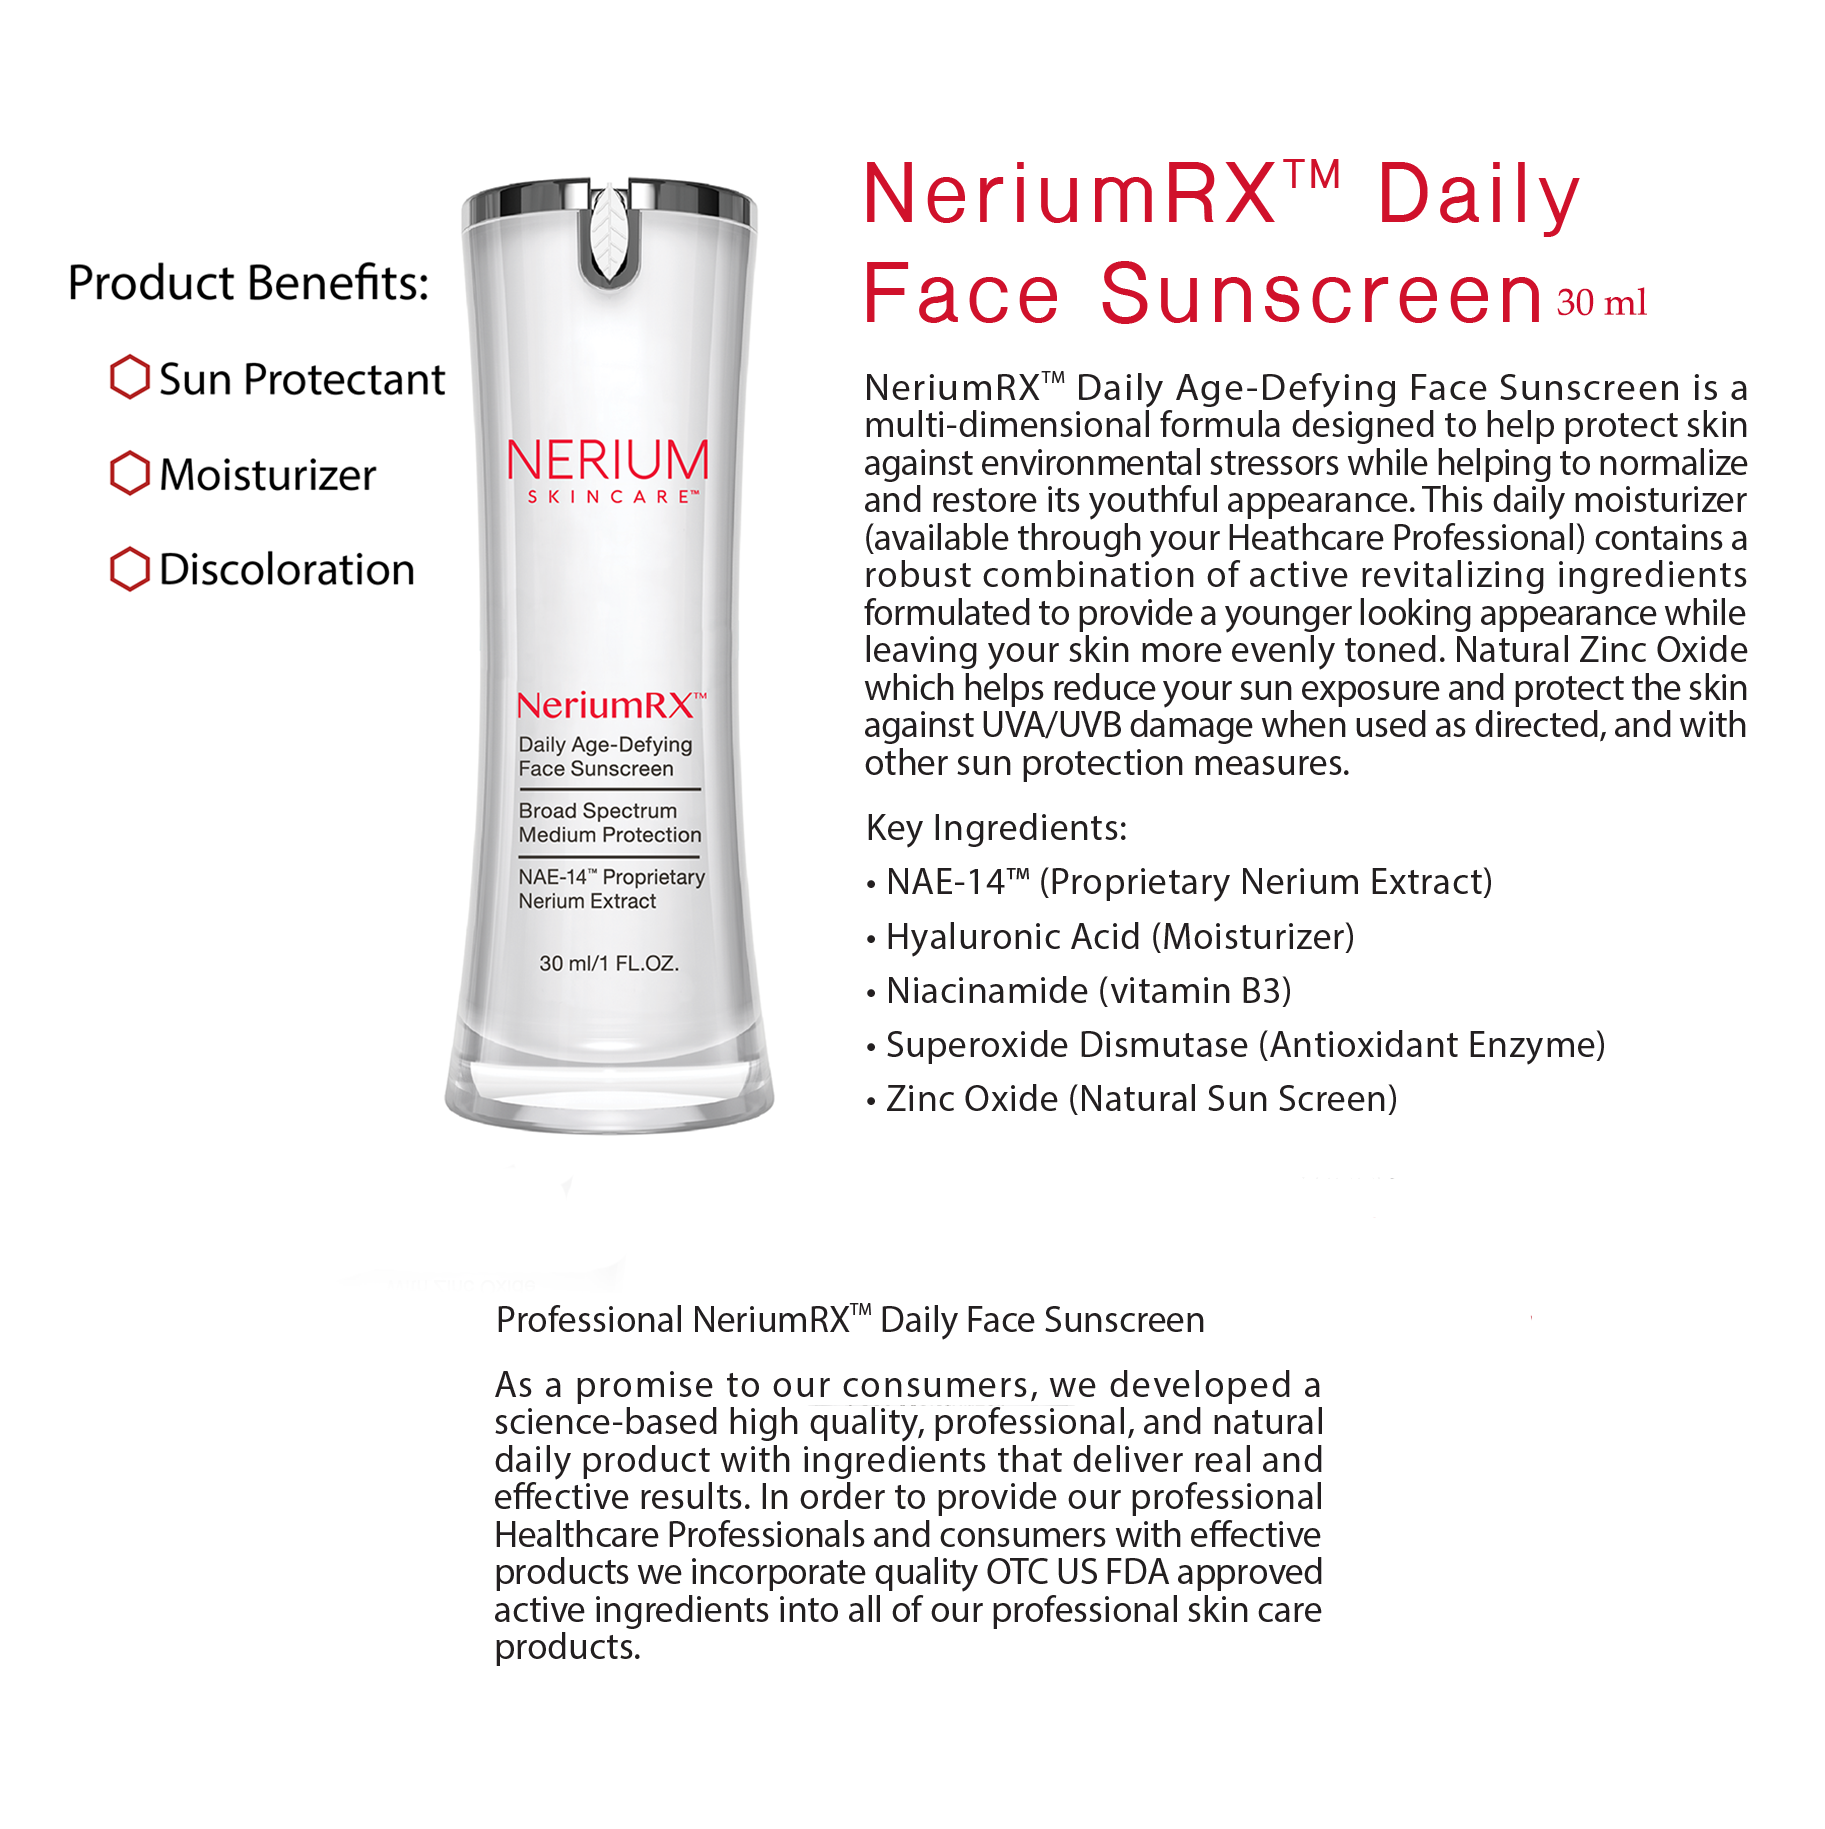 Product Benefits:
Sun Protectant
Moisturizer
Discoloration
NERIUM
SKINCARE™
NeriumRX™
Daily Age-Defying
Face Sunscreen
Broad Spectrum
Medium Protection
NAE-14™ Proprietary
Nerium Extract
30 ml/1 FL.OZ.
NeriumRX™ Daily
Face Sunscreen 30 ml
NeriumRX™ Daily Age-Defying Face Sunscreen is a
multi-dimensional formula designed to help protect skin
against environmental stressors while helping to normalize
and restore its youthful appearance. This daily moisturizer
(available through your Heathcare Professional) contains a
robust combination of active revitalizing ingredients
formulated to provide a younger looking appearance while
leaving your skin more evenly toned. Natural Zinc Oxide
which helps reduce your sun exposure and protect the skin
against UVA/UVB damage when used as directed, and with
other sun protection measures.
Key Ingredients:
• NAE-14™ (Proprietary Nerium Extract)
• Hyaluronic Acid (Moisturizer)
• Niacinamide (vitamin B3)
• Superoxide Dismutase (Antioxidant Enzyme)
• Zinc Oxide (Natural Sun Screen)
Professional NeriumRX™ Daily Face Sunscreen
As a promise to our consumers, we developed a
science-based high quality, professional, and natural
daily product with ingredients that deliver real and
effective results. In order to provide our professional
Healthcare Professionals and consumers with effective
products we incorporate quality OTC US FDA approved
active ingredients into all of our professional skin care
products.